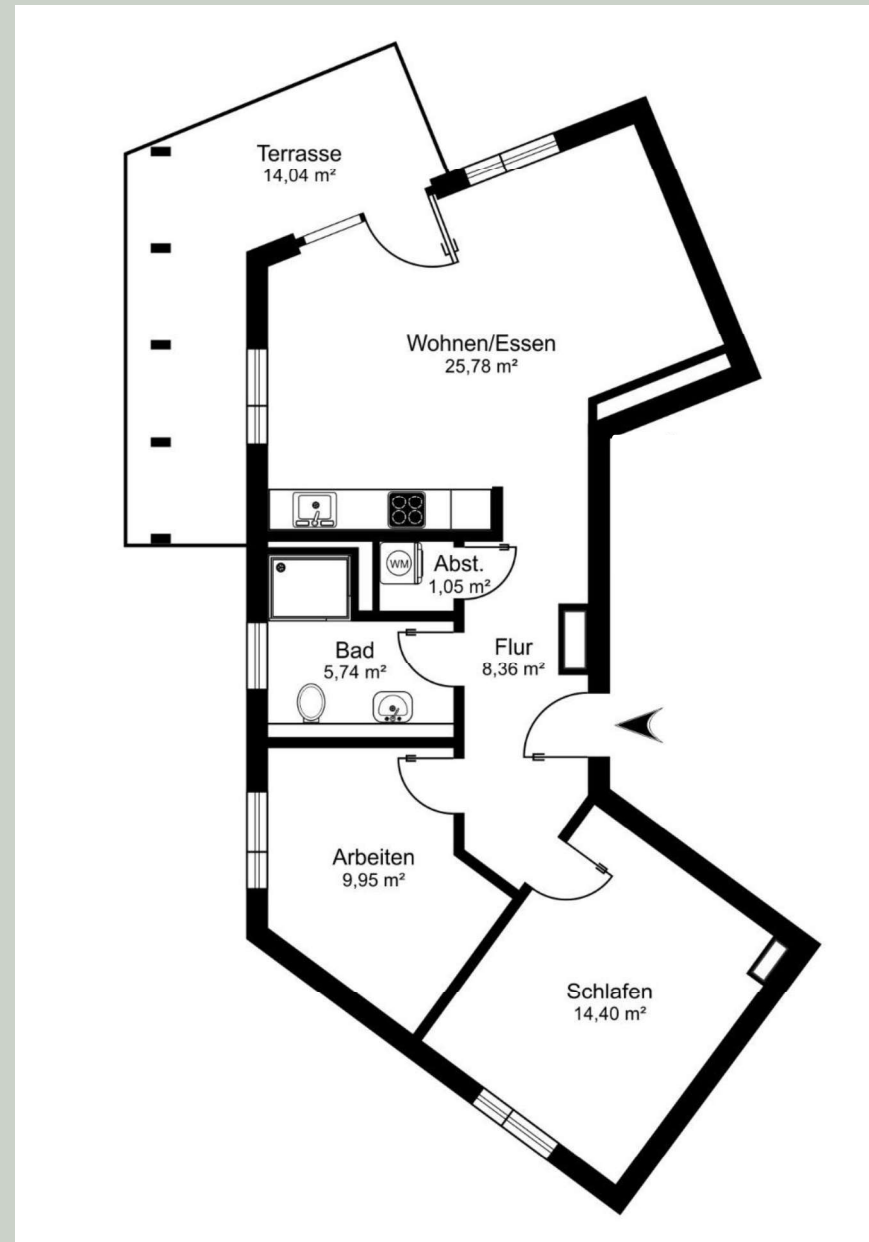 Terrasse
14,04 m²
Wohnen/Essen
25,78 m²
WM
Abst.
1,05 m²
Bad
5,74 m²
Flur
8,36 m²
Arbeiten
9,95 m²
Schlafen
14,40 m²